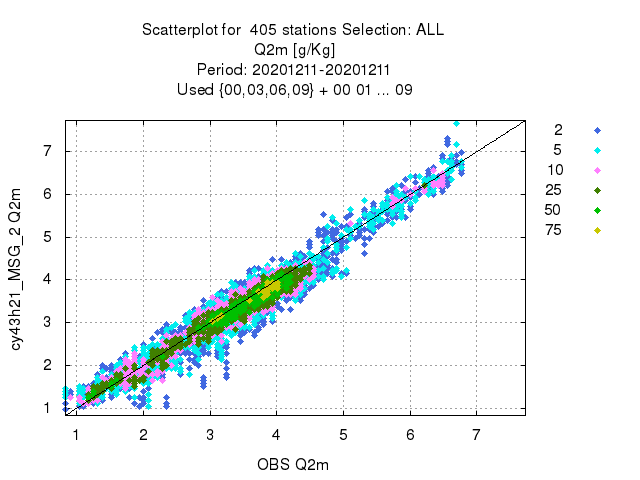 Scatterplot for  405 stations Selection: ALL
Q2m [g/Kg]
Period: 20201211-20201211
Used {00,03,06,09} + 00 01 ... 09
2
5
10
25
50
75
7
6
5
4
3
2
1
cy43h21_MSG_2 Q2m
1 2 3 4 5 6 7
OBS Q2m